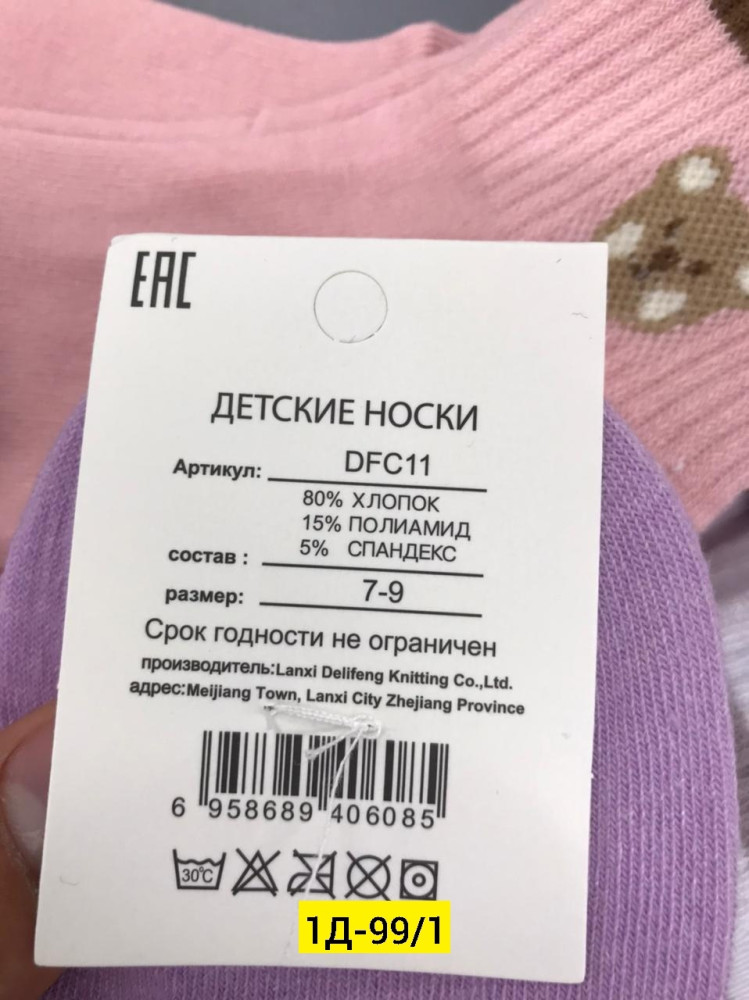 ЕАС
ДЕТСКИЕ НОСКИ
Артикул: DFC11
80% ХЛОПОК
15% ПОЛИАМИД
состав : 5% СПАНДЕКС
размер: 7-9
Срок годности не ограничен
производитель:Lanxi Delifeng Knitting Co.,Ltd.
адрес:Meijiang Town, Lanxi City Zhejiang Province
6 958689 406085
30°C
1Д-99/1